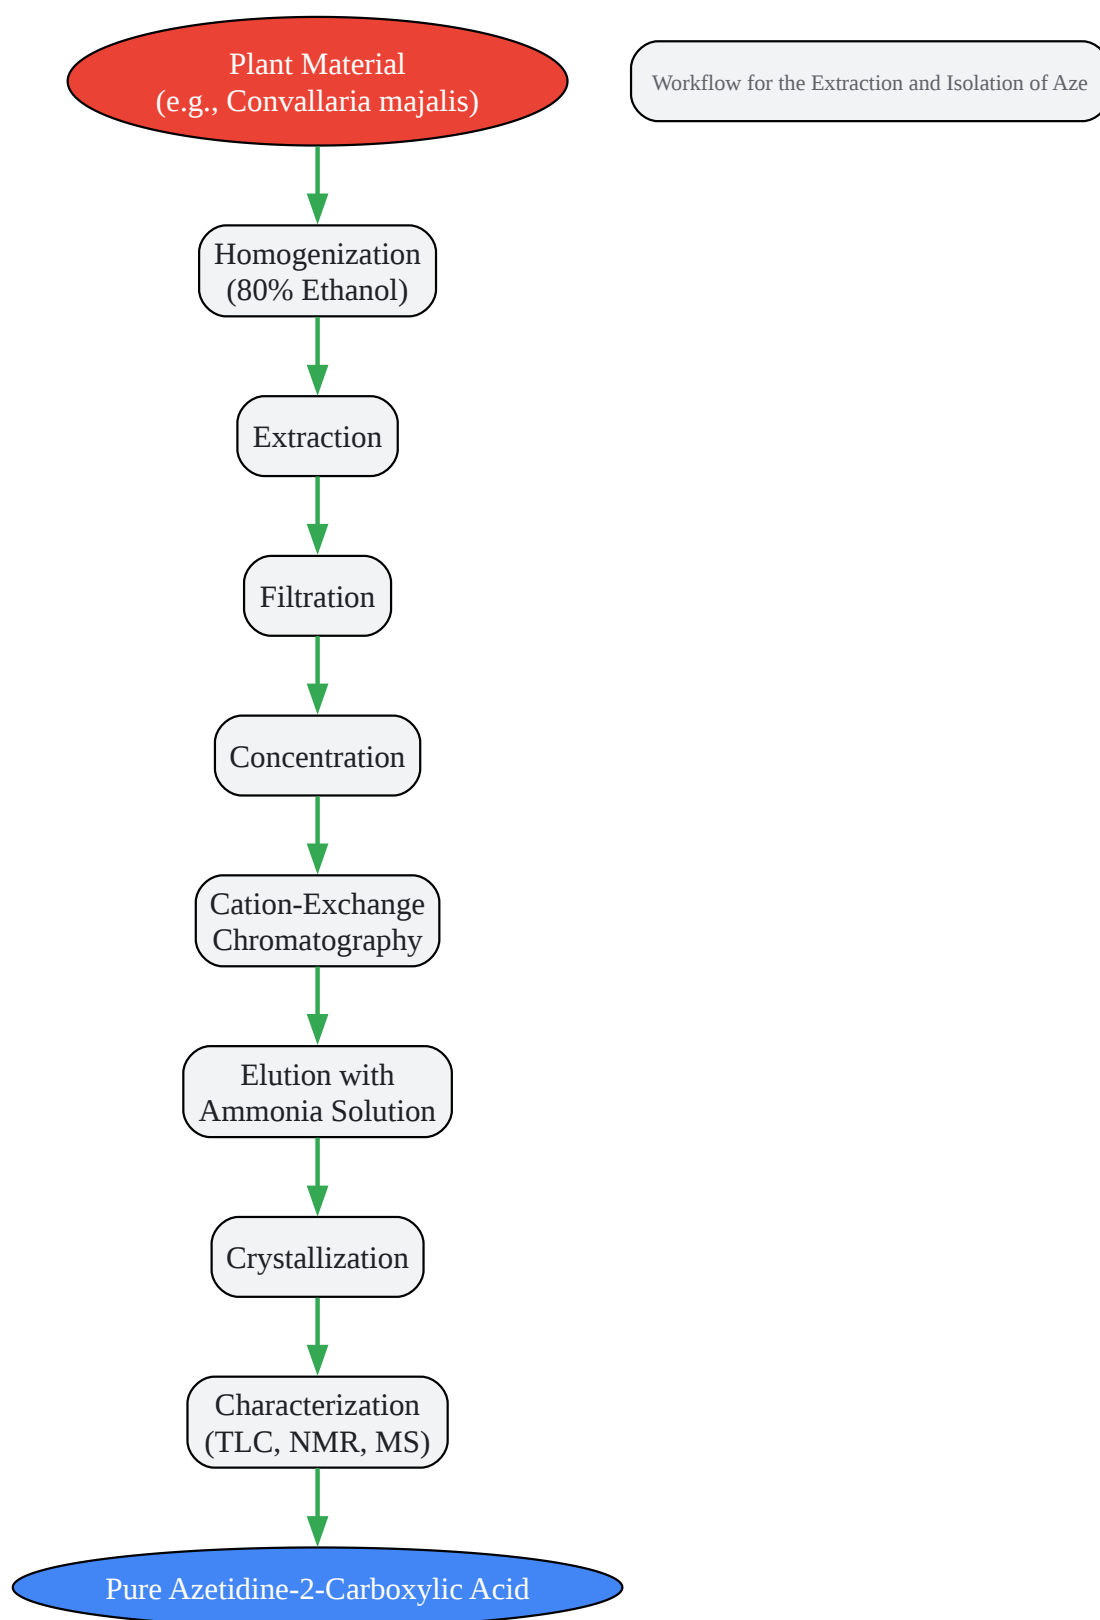 Plant Material
(e.g., Convallaria majalis)
Workflow for the Extraction and Isolation of Aze
Homogenization
(80% Ethanol)
Extraction
Filtration
Concentration
Cation-Exchange
Chromatography
Elution with
Ammonia Solution
Crystallization
Characterization
(TLC, NMR, MS)
Pure Azetidine-2-Carboxylic Acid